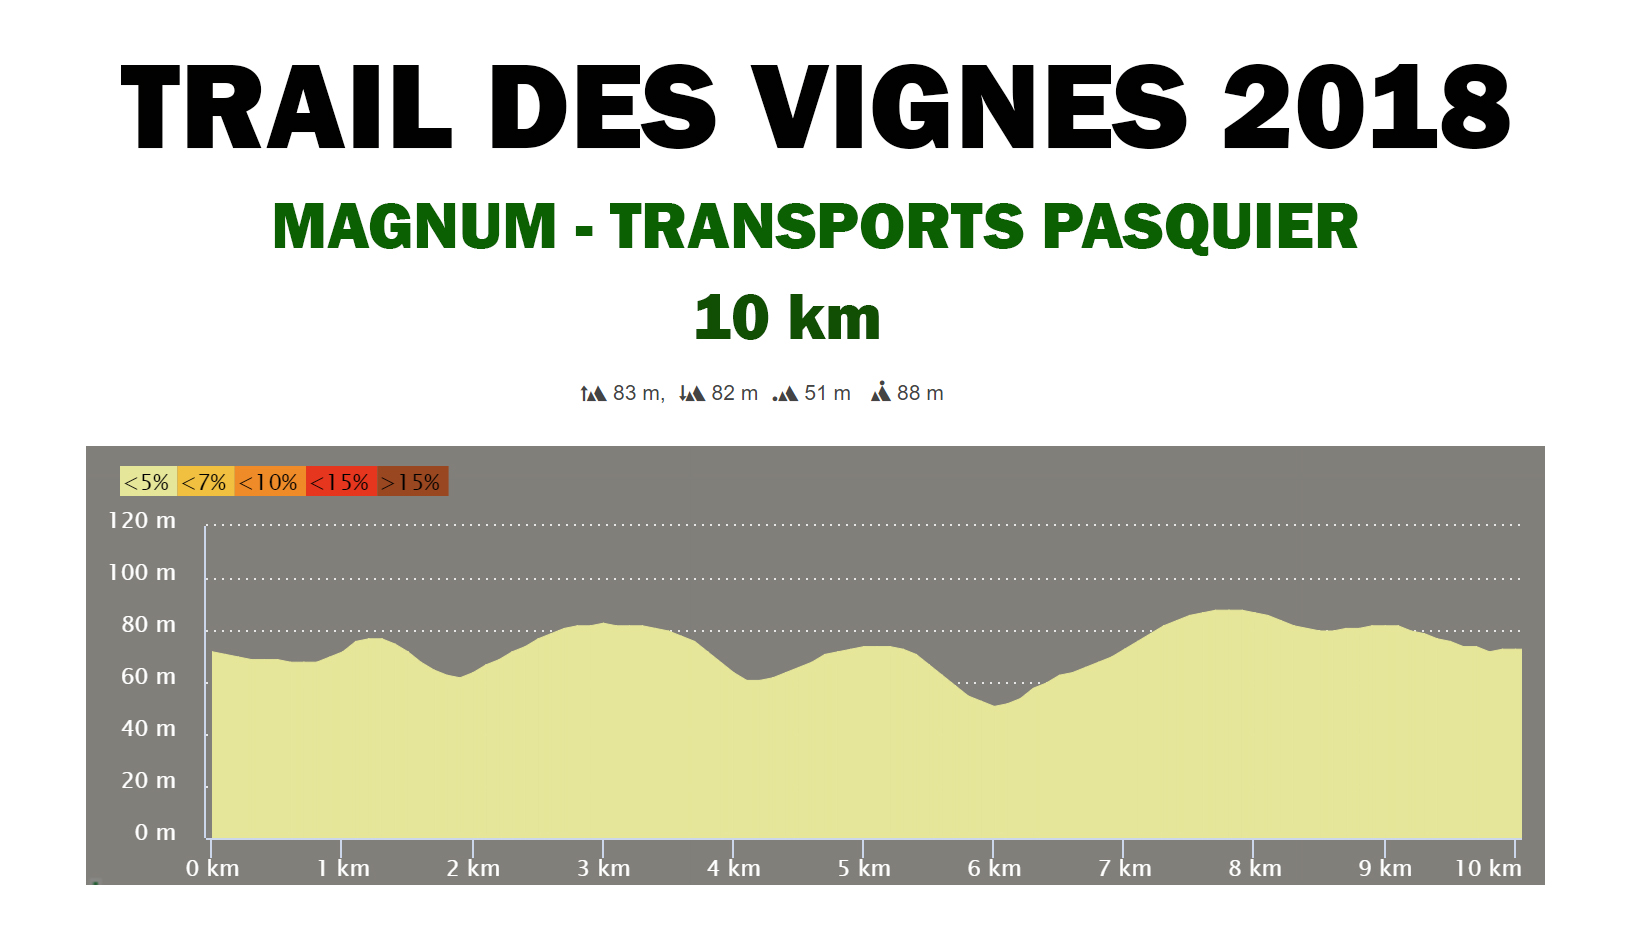 TRAIL DES VIGNES 2018
MAGNUM - TRANSPORTS PASQUIER
10 km
83 m, 82 m 51 m 88 m
<5% <7% <10% <15% >15%
120 m
100 m
80 m
60 m
40 m
20 m
0 m
0 km 1 km 2 km 3 km 4 km 5 km 6 km 7 km 8 km 9 km 10 km